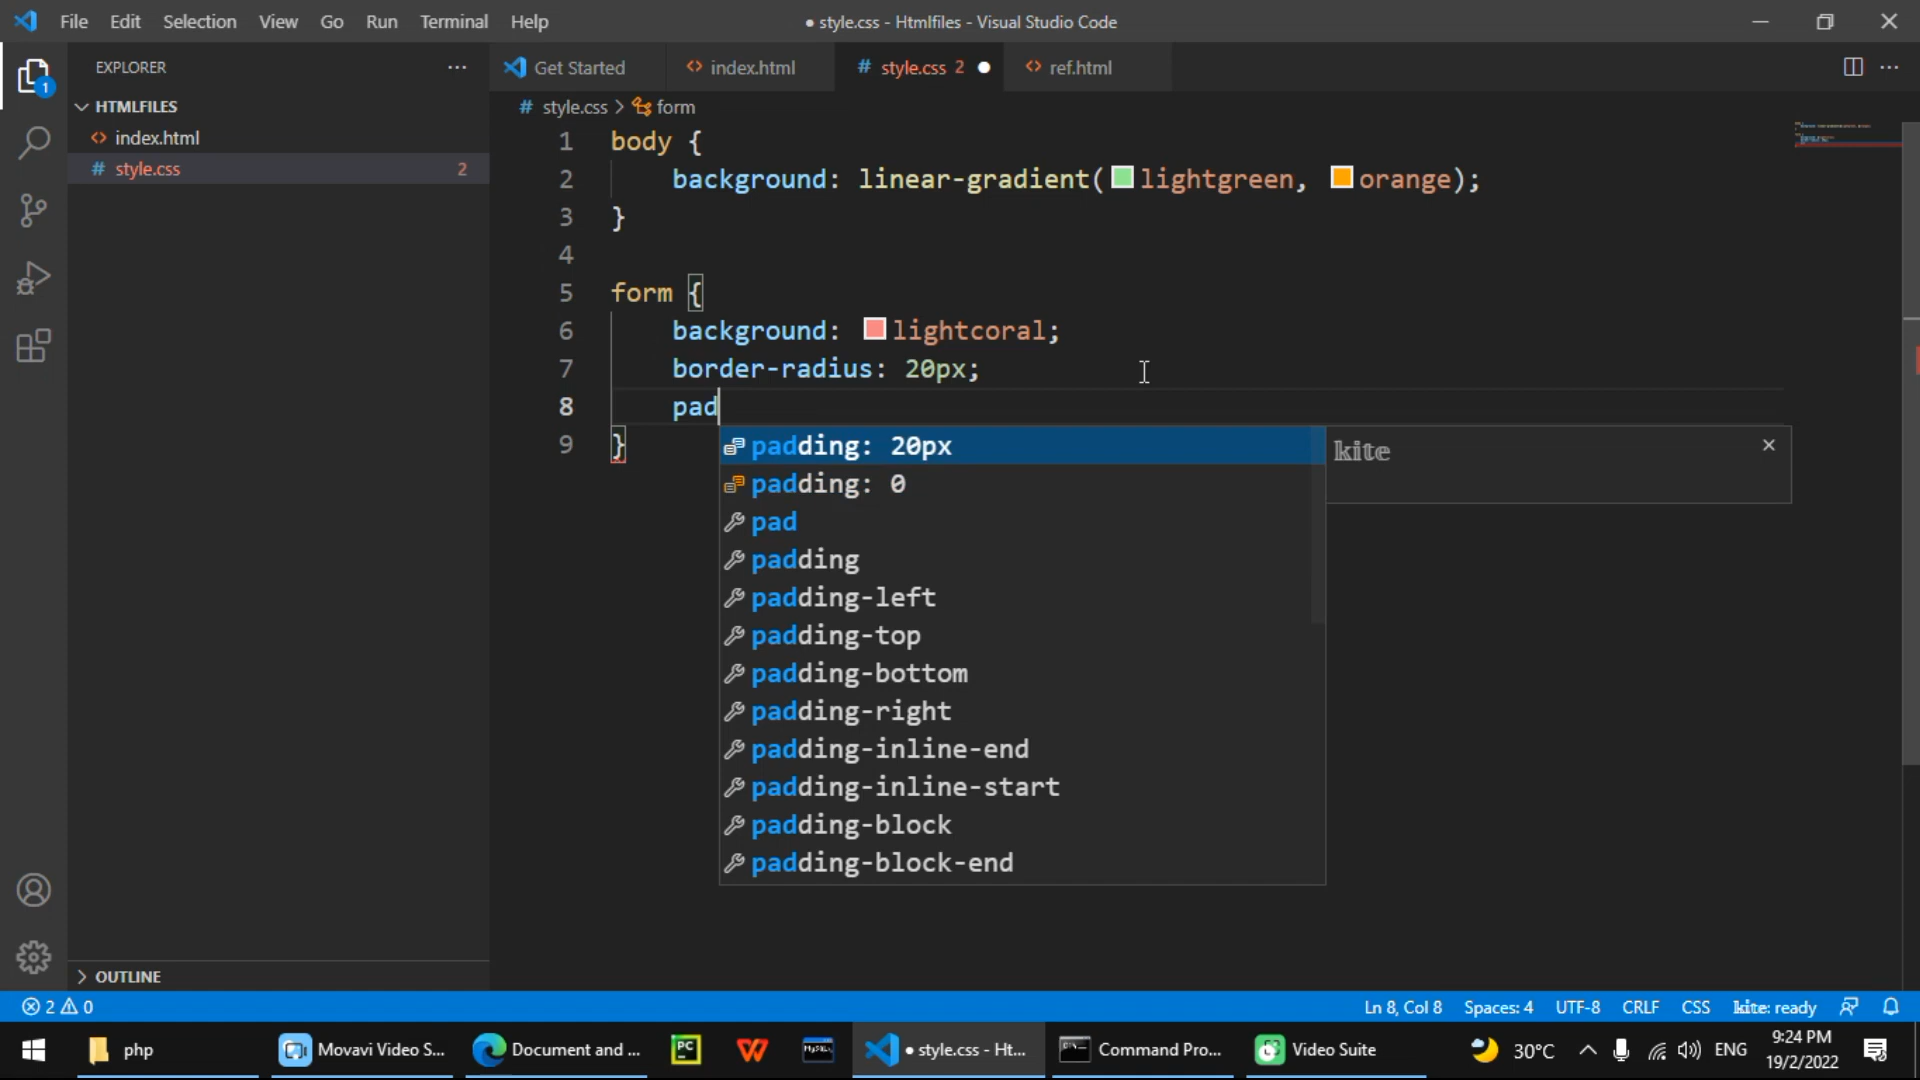 File Edit Selection View Go Run Terminal Help ● style.css - Htmlfiles - Visual Studio Code
EXPLORER ··· Get Started <> index.html # style.css 2 ● <> ref.html ···
HTMLFILES
<> index.html
# style.css 2
# style.css > form
1 body {
2 background: linear-gradient(lightgreen, orange);
3 }
4
5 form {
6 background: lightcoral;
7 border-radius: 20px;
8 pad
9 }
padding: 20px
padding: 0
pad
padding
padding-left
padding-top
padding-bottom
padding-right
padding-inline-end
padding-inline-start
padding-block
padding-block-end
𝕜𝕚𝕥𝕖 ×
1
OUTLINE
2 0 Ln 8, Col 8 Spaces: 4 UTF-8 CRLF CSS 𝕜𝕚𝕥𝕖: ready
php Movavi Video S... Document and ... PC W MySQL ● style.css - Ht... Command Pro... Video Suite 30°C ENG 9:24 PM
19/2/2022